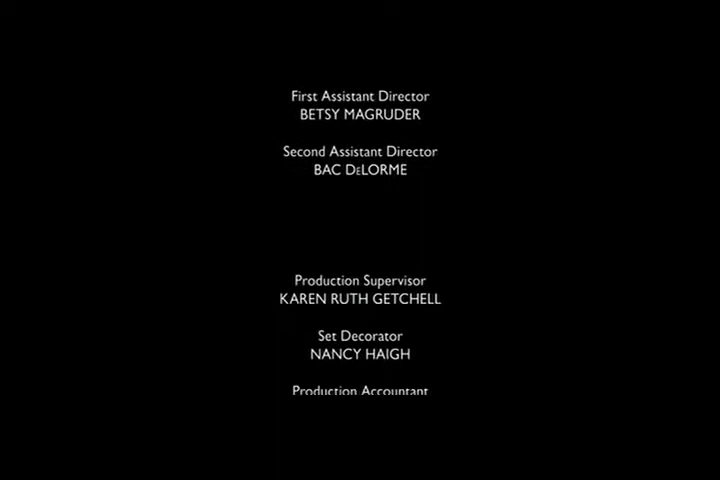 First Assistant Director
BETSY MAGRUDER
Second Assistant Director
BAC DeLORME
Production Supervisor
KAREN RUTH GETCHELL
Set Decorator
NANCY HAIGH
Production Accountant